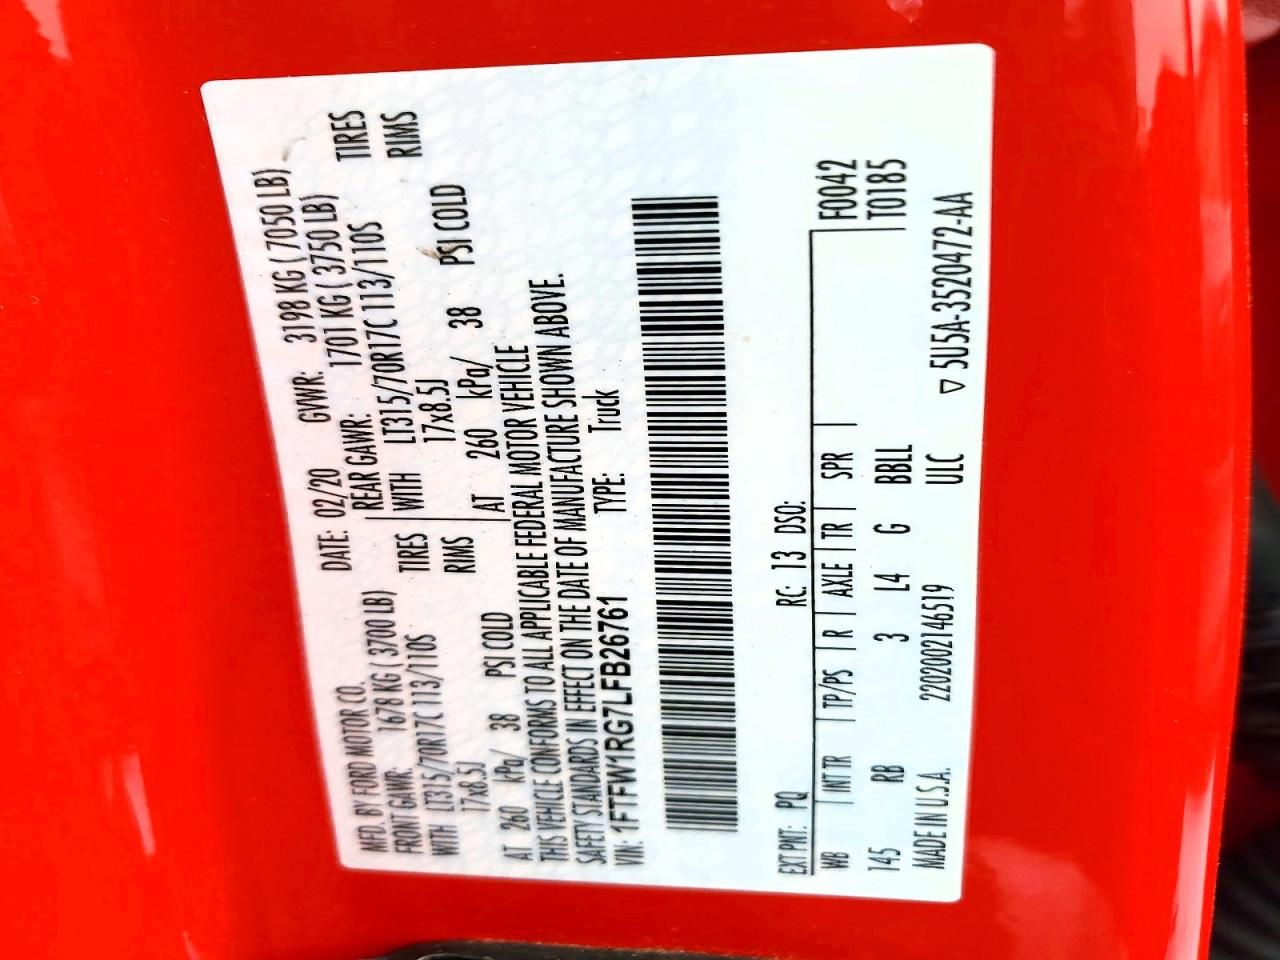 MFD. BY FORD MOTOR CO.
DATE: 02/20 GVWR: 3198 KG ( 7050 LB)
FRONT GAWR: 1678 KG ( 3700 LB) REAR GAWR: 1701 KG ( 3750 LB)
WITH LT315/70R17C 113/110S TIRES WITH LT315/70R17C 113/110S TIRES
17x8.5J RIMS 17x8.5J RIMS
AT 260 kPa/ 38 PSI COLD AT 260 kPa/ 38 PSI COLD
THIS VEHICLE CONFORMS TO ALL APPLICABLE FEDERAL MOTOR VEHICLE
SAFETY STANDARDS IN EFFECT ON THE DATE OF MANUFACTURE SHOWN ABOVE.
VIN: 1FTFW1RG7LFB26761 TYPE: Truck
EXT PNT: PQ RC: 13 DSO: F0042
WB INT TR TP/PS R AXLE TR SPR T0185
145 RB 3 L4 G BBLL
MADE IN U.S.A. 220200214651​9 ULC ▽ 5U5A-3520472-AA